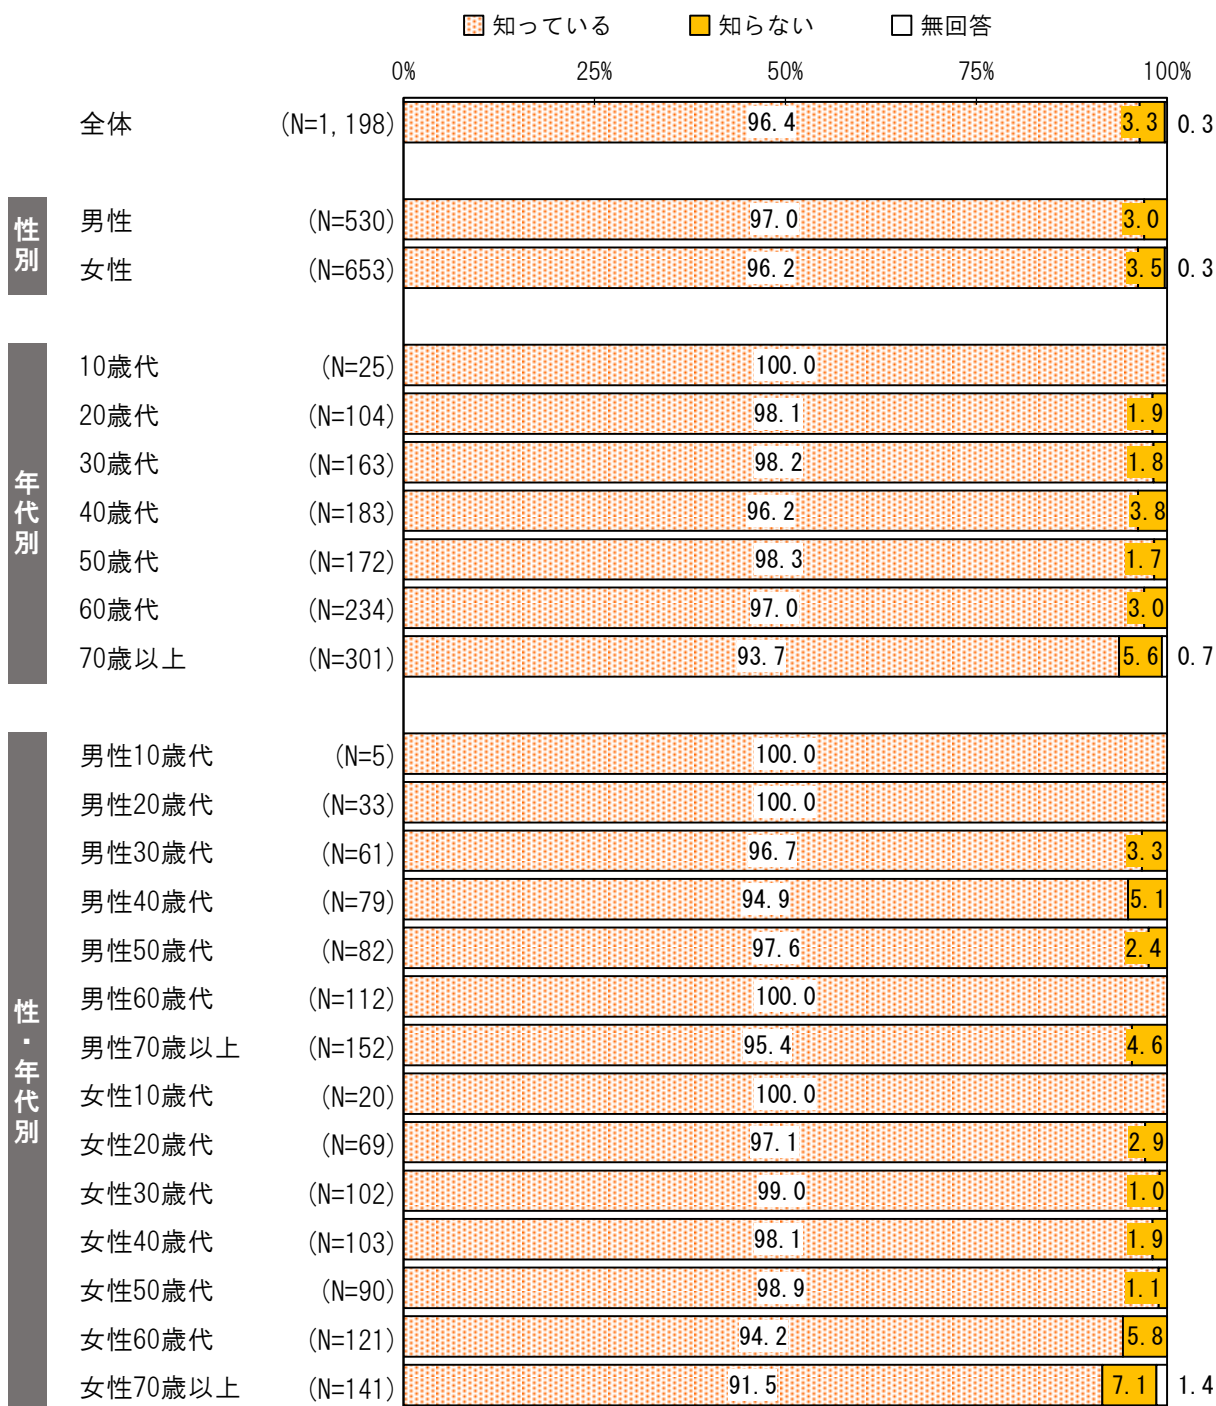 知っている 知らない 無回答
0% 25% 50% 75% 100%
全体 (N=1,198) 96.4 3.3 0.3
性別
男性 (N=530) 97.0 3.0
女性 (N=653) 96.2 3.5 0.3
年代別
10歳代 (N=25) 100.0
20歳代 (N=104) 98.1 1.9
30歳代 (N=163) 98.2 1.8
40歳代 (N=183) 96.2 3.8
50歳代 (N=172) 98.3 1.7
60歳代 (N=234) 97.0 3.0
70歳以上 (N=301) 93.7 5.6 0.7
性・年代別
男性10歳代 (N=5) 100.0
男性20歳代 (N=33) 100.0
男性30歳代 (N=61) 96.7 3.3
男性40歳代 (N=79) 94.9 5.1
男性50歳代 (N=82) 97.6 2.4
男性60歳代 (N=112) 100.0
男性70歳以上 (N=152) 95.4 4.6
女性10歳代 (N=20) 100.0
女性20歳代 (N=69) 97.1 2.9
女性30歳代 (N=102) 99.0 1.0
女性40歳代 (N=103) 98.1 1.9
女性50歳代 (N=90) 98.9 1.1
女性60歳代 (N=121) 94.2 5.8
女性70歳以上 (N=141) 91.5 7.1 1.4